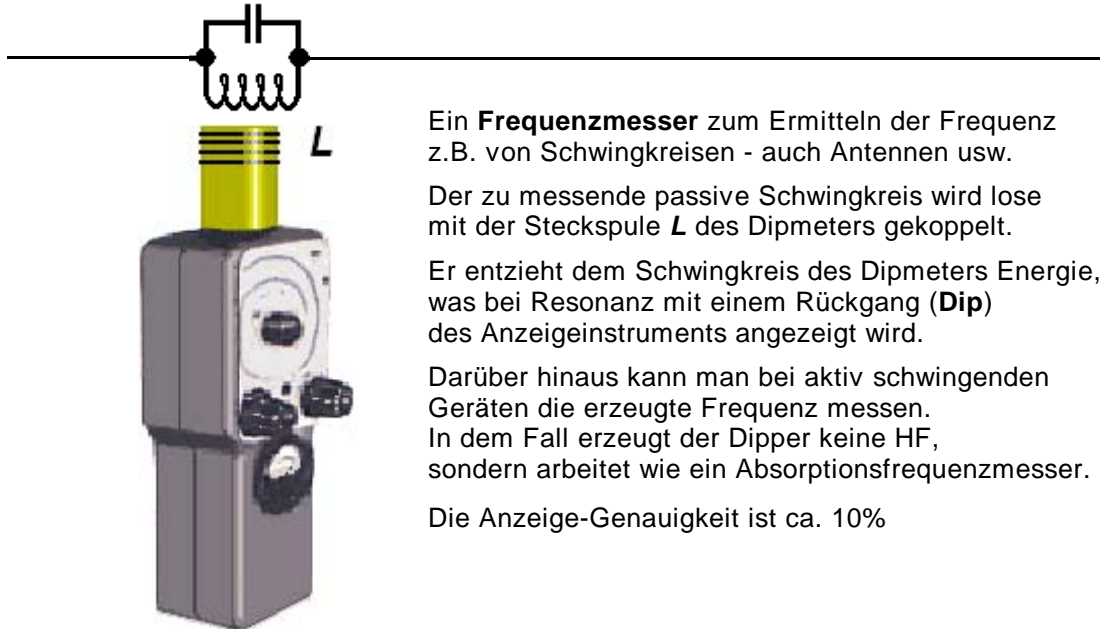 L
Ein Frequenzmesser zum Ermitteln der Frequenz
z.B. von Schwingkreisen - auch Antennen usw.
Der zu messende passive Schwingkreis wird lose
mit der Steckspule L des Dipmeters gekoppelt.
Er entzieht dem Schwingkreis des Dipmeters Energie,
was bei Resonanz mit einem Rückgang (Dip)
des Anzeigeinstruments angezeigt wird.
Darüber hinaus kann man bei aktiv schwingenden
Geräten die erzeugte Frequenz messen.
In dem Fall erzeugt der Dipper keine HF,
sondern arbeitet wie ein Absorptionsfrequenzmesser.
Die Anzeige-Genauigkeit ist ca. 10%